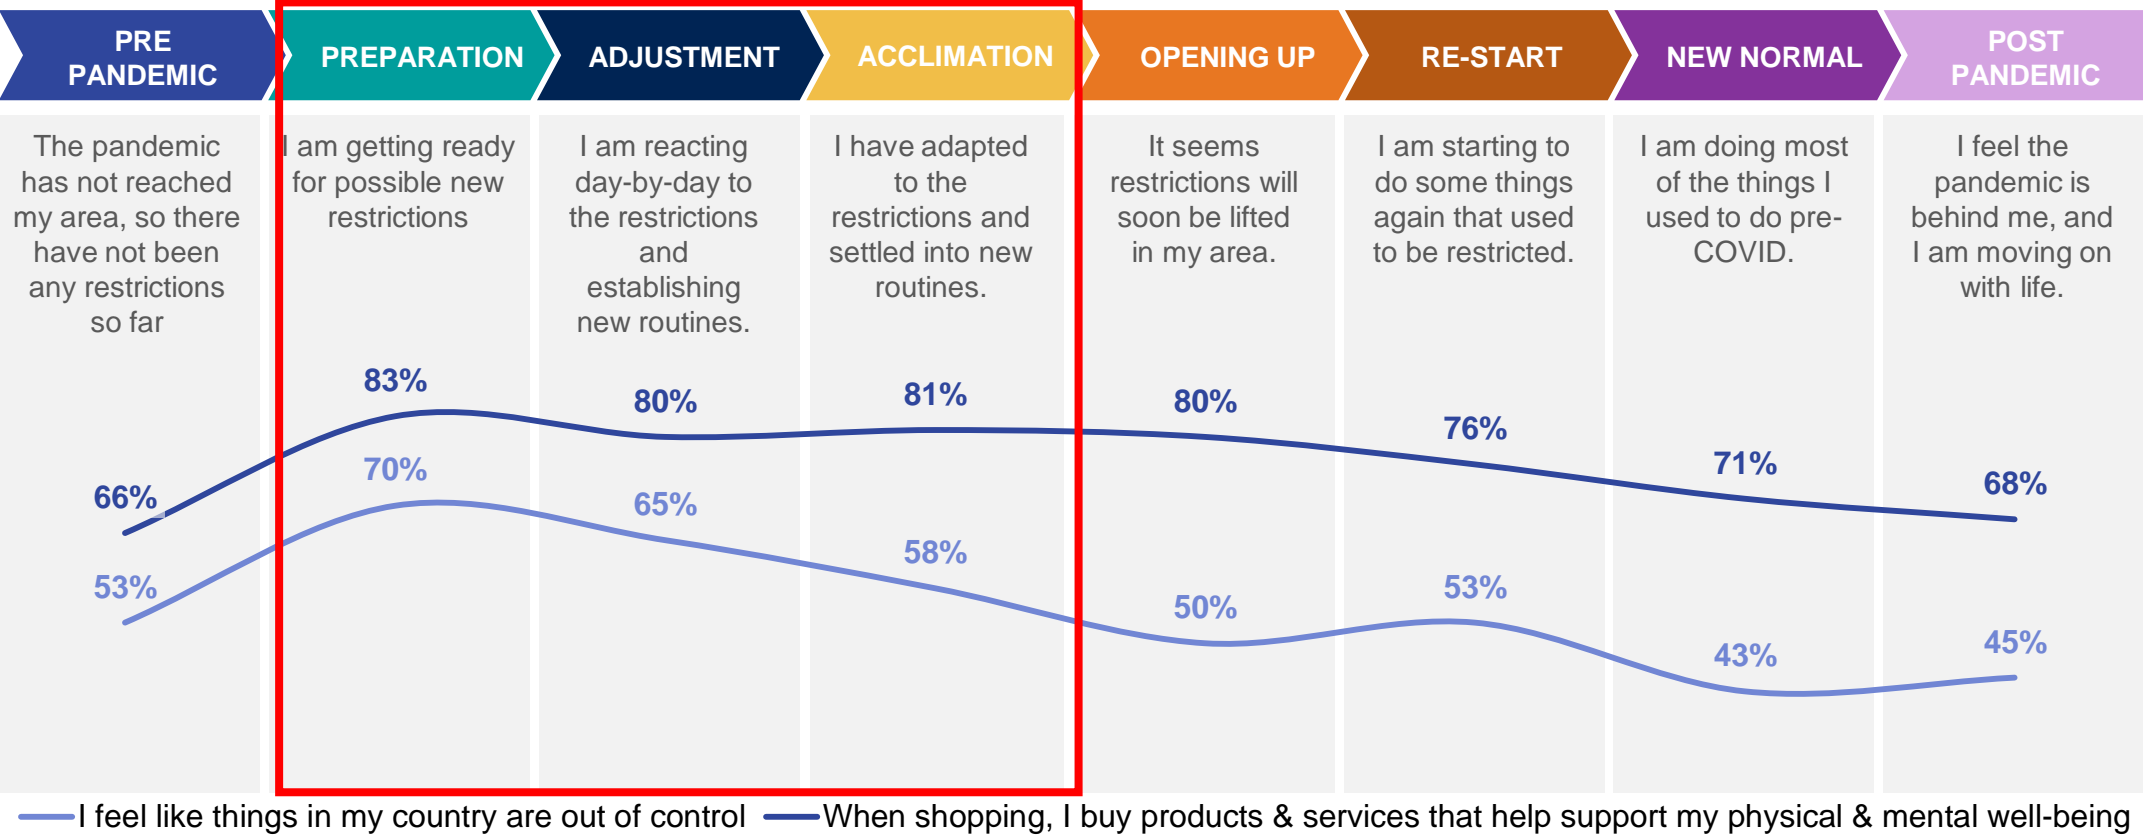 PRE
PANDEMIC
PREPARATION
ADJUSTMENT
ACCLIMATION
OPENING UP
RE-START
NEW NORMAL
POST
PANDEMIC
The pandemic
has not reached
my area, so there
have not been
any restrictions
so far
I am getting ready
for possible new
restrictions
I am reacting
day-by-day to
the restrictions
and
establishing
new routines.
I have adapted
to the
restrictions and
settled into new
routines.
It seems
restrictions will
soon be lifted
in my area.
I am starting to
do some things
again that used
to be restricted.
I am doing most
of the things I
used to do pre-
COVID.
I feel the
pandemic is
behind me, and
I am moving on
with life.
66%
83%
80%
81%
80%
76%
71%
68%
53%
70%
65%
58%
50%
53%
43%
45%
I feel like things in my country are out of control
When shopping, I buy products & services that help support my physical & mental well-being